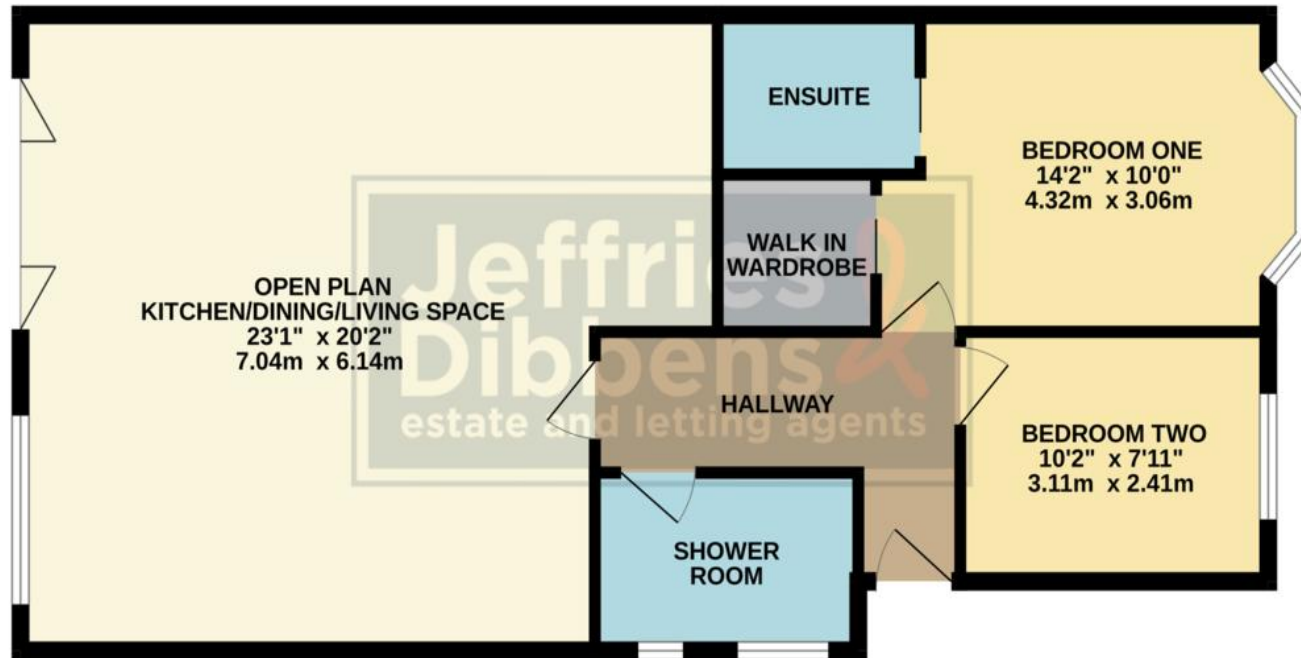 ENSUITE
BEDROOM ONE
14'2" x 10'0"
4.32m x 3.06m
WALK IN
WARDROBE
OPEN PLAN
KITCHEN/DINING/LIVING SPACE
23'1" x 20'2"
7.04m x 6.14m
Jeffries
Dibbens
estate and letting agents
HALLWAY
BEDROOM TWO
10'2" x 7'11"
3.11m x 2.41m
SHOWER
ROOM